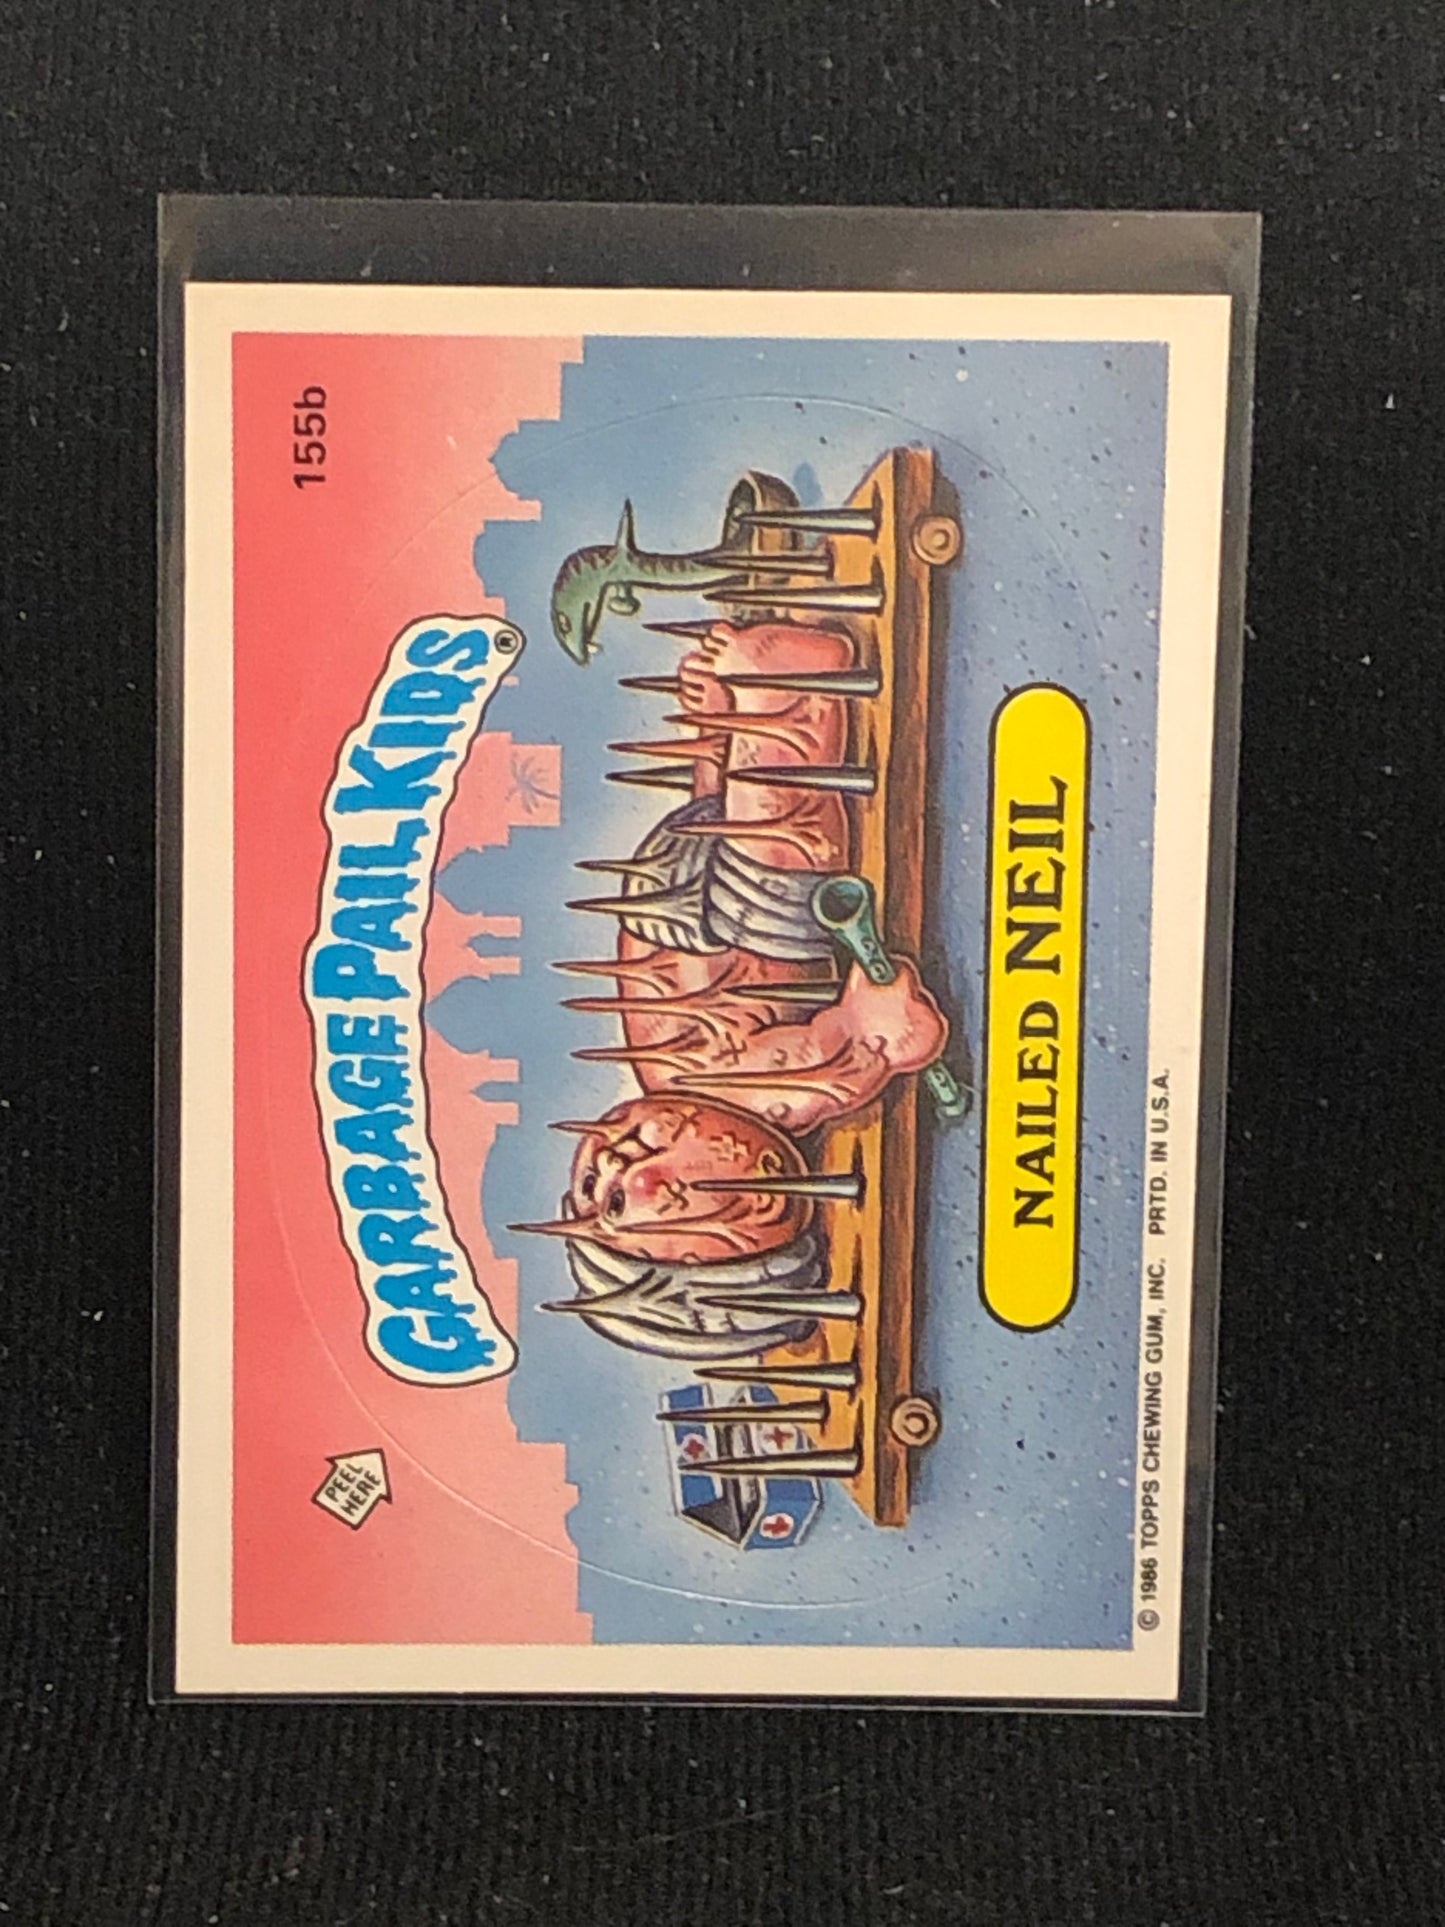 155b
PEEL
HERE
GARBAGE PAIL KIDS®
NAILED NEIL
© 1986 TOPPS CHEWING GUM, INC. PRTD. IN U.S.A.